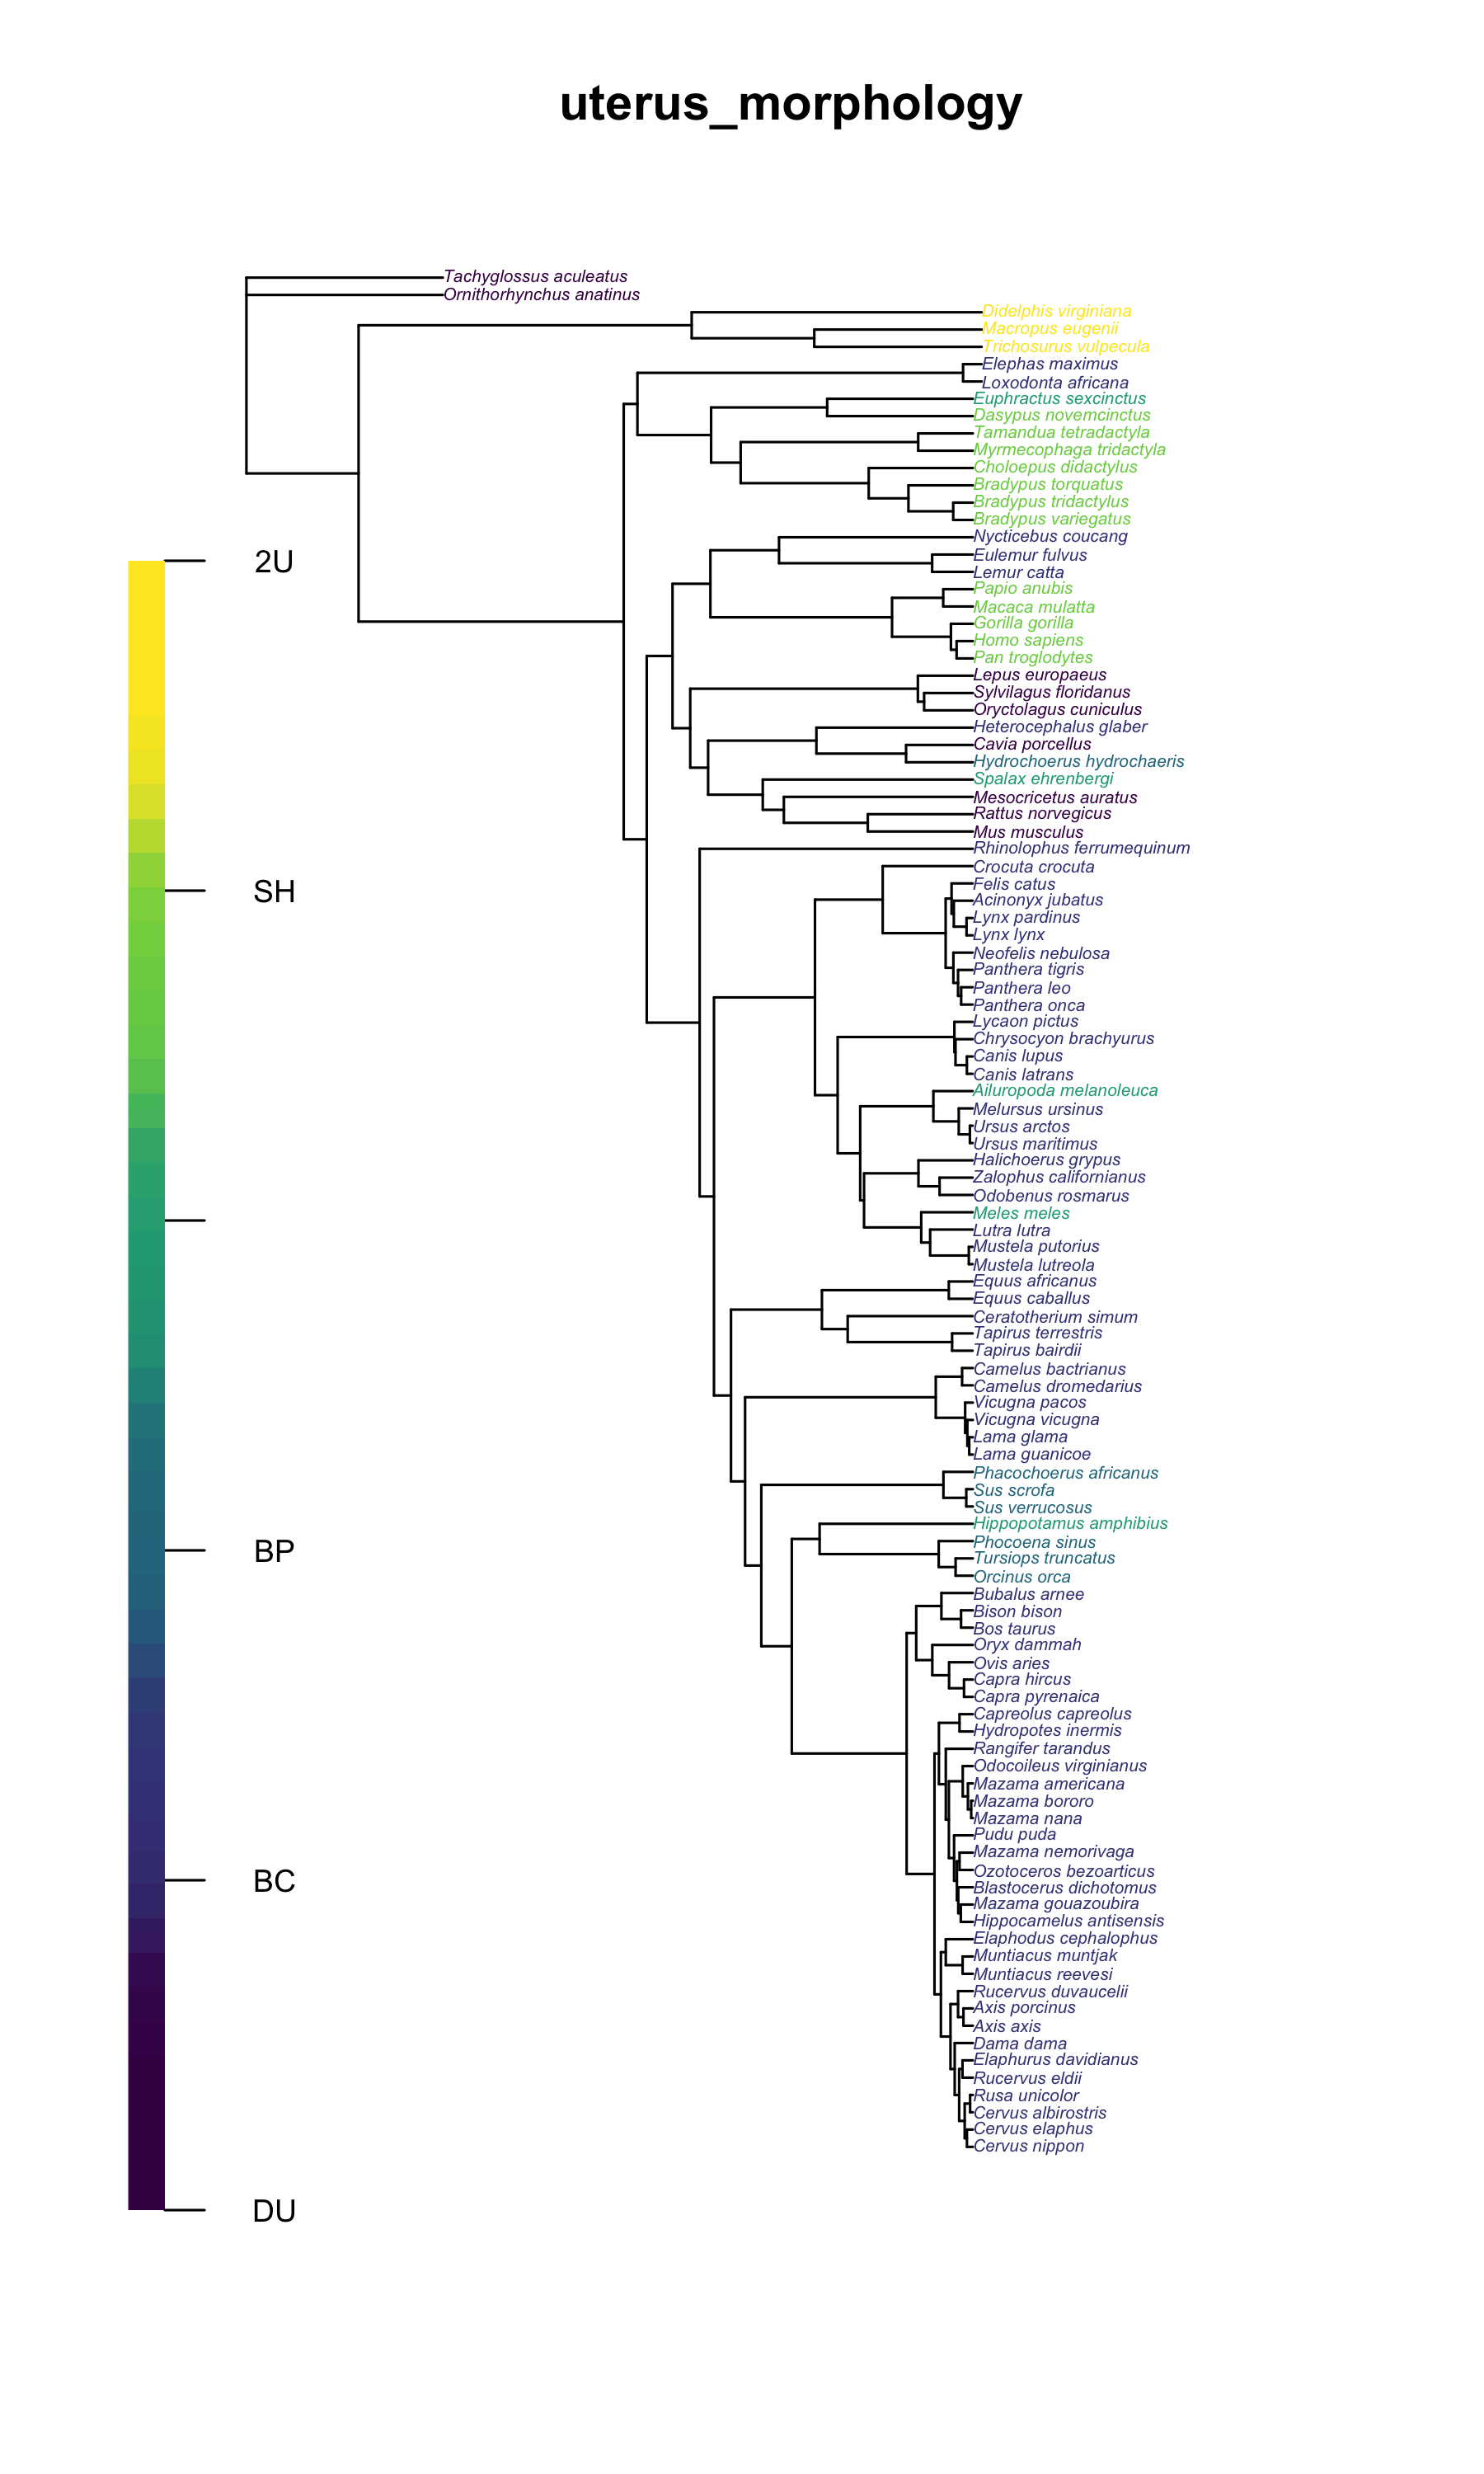 uterus_morphology
Tachyglossus aculeatus
Ornithorhynchus anatinus
Didelphis virginiana
Macropus eugenii
Trichosurus vulpecula
Elephas maximus
Loxodonta africana
Euphractus sexcinctus
Dasypus novemcinctus
Tamandua tetradactyla
Myrmecophaga tridactyla
Choloepus didactylus
Bradypus torquatus
Bradypus tridactylus
Bradypus variegatus
Nycticebus coucang
Eulemur fulvus
Lemur catta
Papio anubis
Macaca mulatta
Gorilla gorilla
Homo sapiens
Pan troglodytes
Lepus europaeus
Sylvilagus floridanus
Oryctolagus cuniculus
Heterocephalus glaber
Cavia porcellus
Hydrochoerus hydrochaeris
Spalax ehrenbergi
Mesocricetus auratus
Rattus norvegicus
Mus musculus
Rhinolophus ferrumequinum
Crocuta crocuta
Felis catus
Acinonyx jubatus
Lynx pardinus
Lynx lynx
Neofelis nebulosa
Panthera tigris
Panthera leo
Panthera onca
Lycaon pictus
Chrysocyon brachyurus
Canis lupus
Canis latrans
Ailuropoda melanoleuca
Melursus ursinus
Ursus arctos
Ursus maritimus
Halichoerus grypus
Zalophus californianus
Odobenus rosmarus
Meles meles
Lutra lutra
Mustela putorius
Mustela lutreola
Equus africanus
Equus caballus
Ceratotherium simum
Tapirus terrestris
Tapirus bairdii
Camelus bactrianus
Camelus dromedarius
Vicugna pacos
Vicugna vicugna
Lama glama
Lama guanicoe
Phacochoerus africanus
Sus scrofa
Sus verrucosus
Hippopotamus amphibius
Phocoena sinus
Tursiops truncatus
Orcinus orca
Bubalus arnee
Bison bison
Bos taurus
Oryx dammah
Ovis aries
Capra hircus
Capra pyrenaica
Capreolus capreolus
Hydropotes inermis
Rangifer tarandus
Odocoileus virginianus
Mazama americana
Mazama bororo
Mazama nana
Pudu puda
Mazama nemorivaga
Ozotoceros bezoarticus
Blastocerus dichotomus
Mazama gouazoubira
Hippocamelus antisensis
Elaphodus cephalophus
Muntiacus muntjak
Muntiacus reevesi
Rucervus duvaucelii
Axis porcinus
Axis axis
Dama dama
Elaphurus davidianus
Rucervus eldii
Rusa unicolor
Cervus albirostris
Cervus elaphus
Cervus nippon
2U
SH
BP
BC
DU